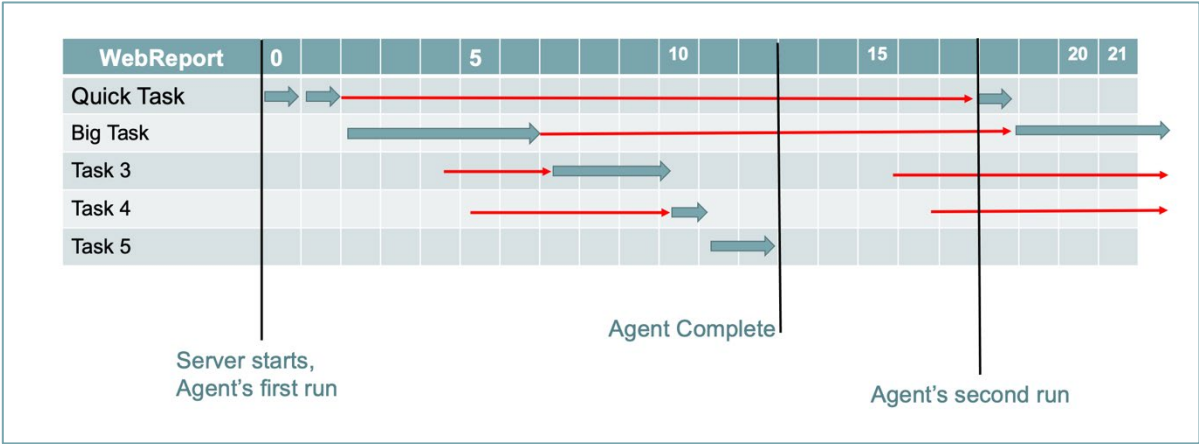 WebReport 0 5 10 15 20 21
Quick Task
Big Task
Task 3
Task 4
Task 5
Agent Complete
Server starts,
Agent's first run
Agent's second run